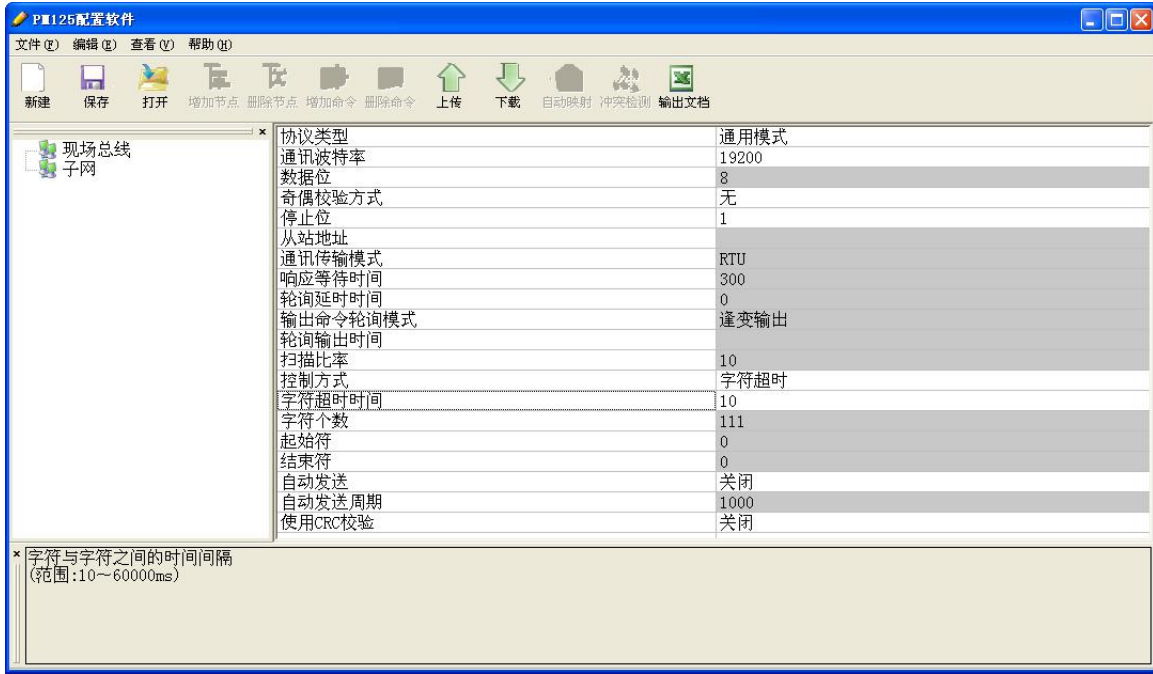 PM125配置软件
文件(F) 编辑(E) 查看(V) 帮助(H)
新建 保存 打开 增加节点 删除节点 增加命令 删除命令 上传 下载 自动映射 冲突检测 输出文档
现场总线
子网
协议类型 通用模式
通讯波特率 19200
数据位 8
奇偶校验方式 无
停止位 1
从站地址
通讯传输模式 RTU
响应等待时间 300
轮询延时时间 0
输出命令轮询模式 逢变输出
轮询输出时间
扫描比率 10
控制方式 字符超时
字符超时时间 10
字符个数 111
起始符 0
结束符 0
自动发送 关闭
自动发送周期 1000
使用CRC校验 关闭
字符与字符之间的时间间隔
(范围:10~60000ms)